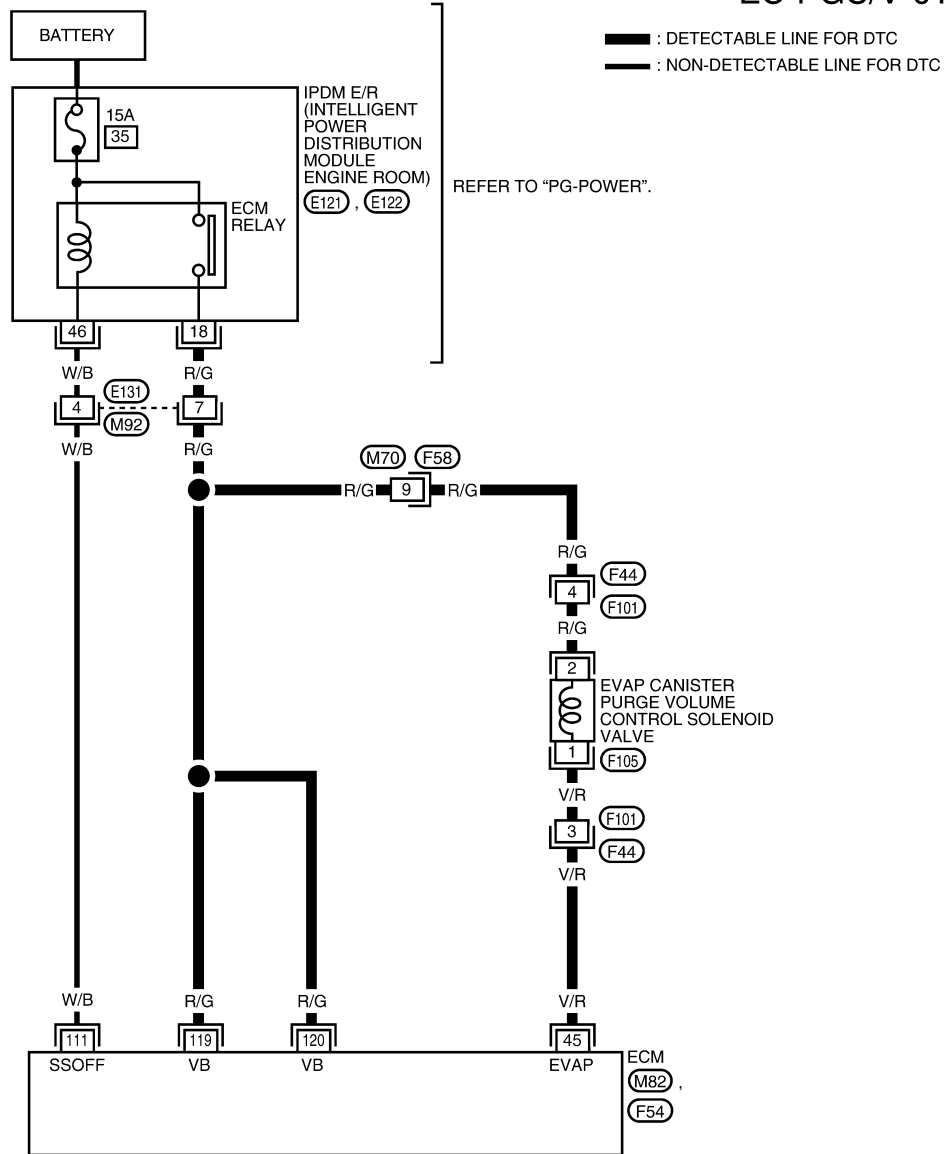 BATTERY
: DETECTABLE LINE FOR DTC
: NON-DETECTABLE LINE FOR DTC
15A
35
IPDM E/R
(INTELLIGENT
POWER
DISTRIBUTION
MODULE
ENGINE ROOM)
E121 , E122
REFER TO “PG-POWER”.
ECM
RELAY
46
18
W/B
R/G
4
E131
M92
7
W/B
R/G
M70
F58
R/G
9
R/G
R/G
4
F44
F101
R/G
2
EVAP CANISTER
PURGE VOLUME
CONTROL SOLENOID
VALVE
1
F105
V/R
3
F101
F44
V/R
W/B
R/G
R/G
V/R
111
119
120
45
SSOFF
VB
VB
EVAP
ECM
M82 ,
F54